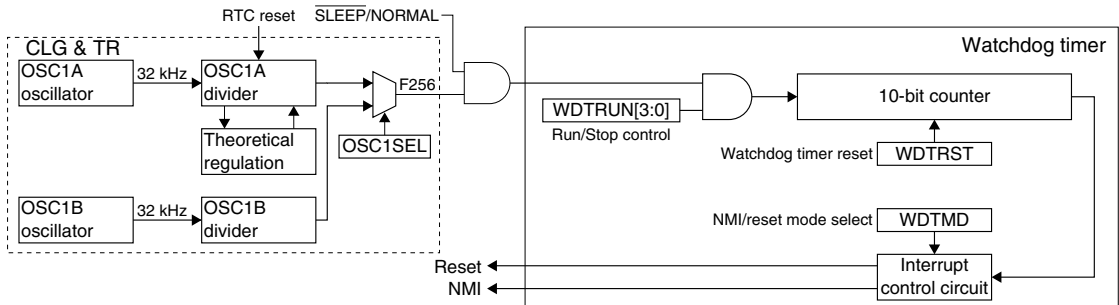 RTC reset
SLEEP/NORMAL
CLG & TR
Watchdog timer
OSC1A
oscillator
32 kHz
OSC1A
divider
F256
10-bit counter
WDTRUN[3:0]
Run/Stop control
Theoretical
regulation
OSC1SEL
Watchdog timer reset
WDTRST
OSC1B
oscillator
32 kHz
OSC1B
divider
NMI/reset mode select
WDTMD
Reset
NMI
Interrupt
control circuit